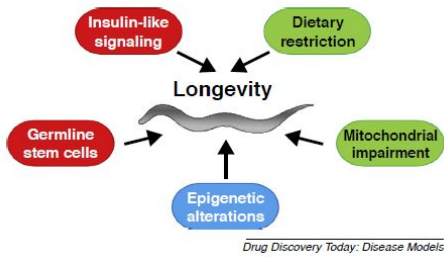 Insulin-like
signaling
Dietary
restriction
Longevity
Germline
stem cells
Mitochondrial
impairment
Epigenetic
alterations
Drug Discovery Today: Disease Models